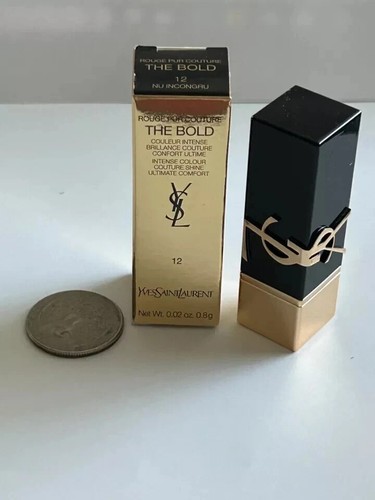 ROUGE PUR COUTURE
THE BOLD
12
NU INCONGRU
ROUGE PUR COUTURE
THE BOLD
COULEUR INTENSE
BRILLANCE COUTURE
CONFORT ULTIME
INTENSE COLOUR
COUTURE SHINE
ULTIMATE COMFORT
YSL
12
YVESSAINTLAURENT
Net Wt. 0.02 oz. 0.8g